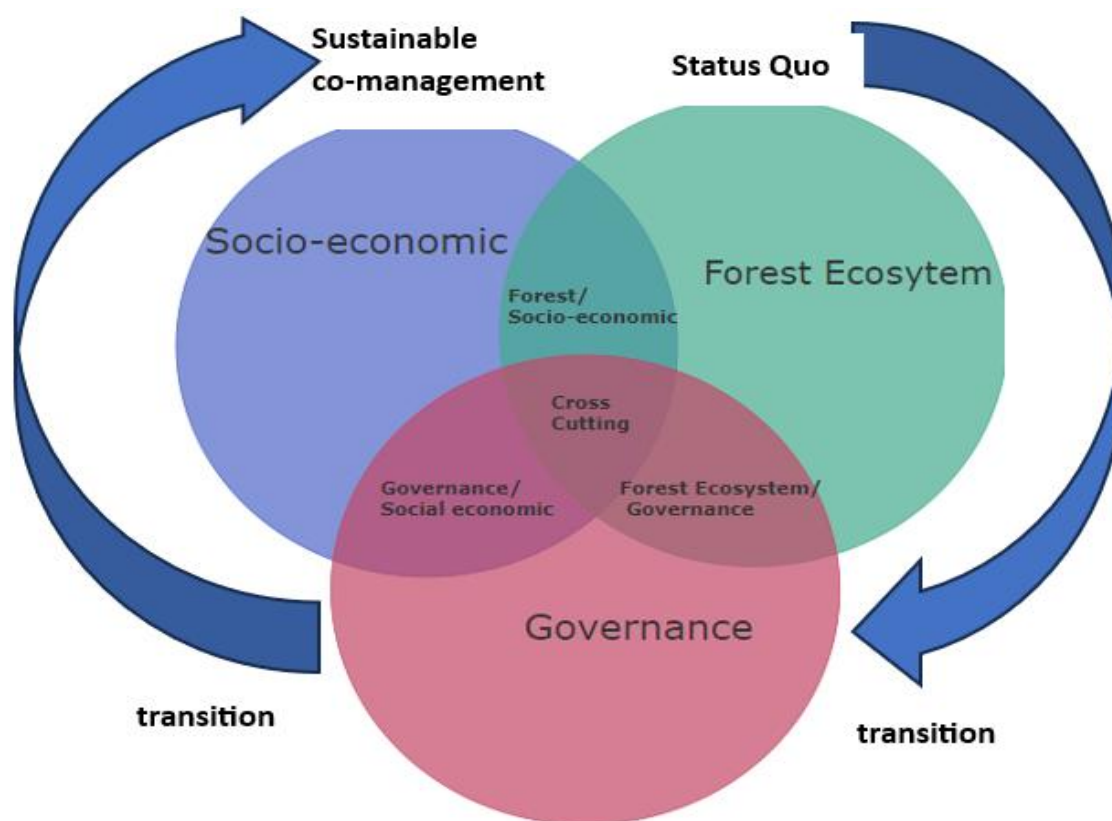 Sustainable
co-management
Status Quo
Socio-economic
Forest Ecosytem
Forest/
Socio-economic
Cross
Cutting
Governance/
Social economic
Forest Ecosystem/
Governance
Governance
transition
transition